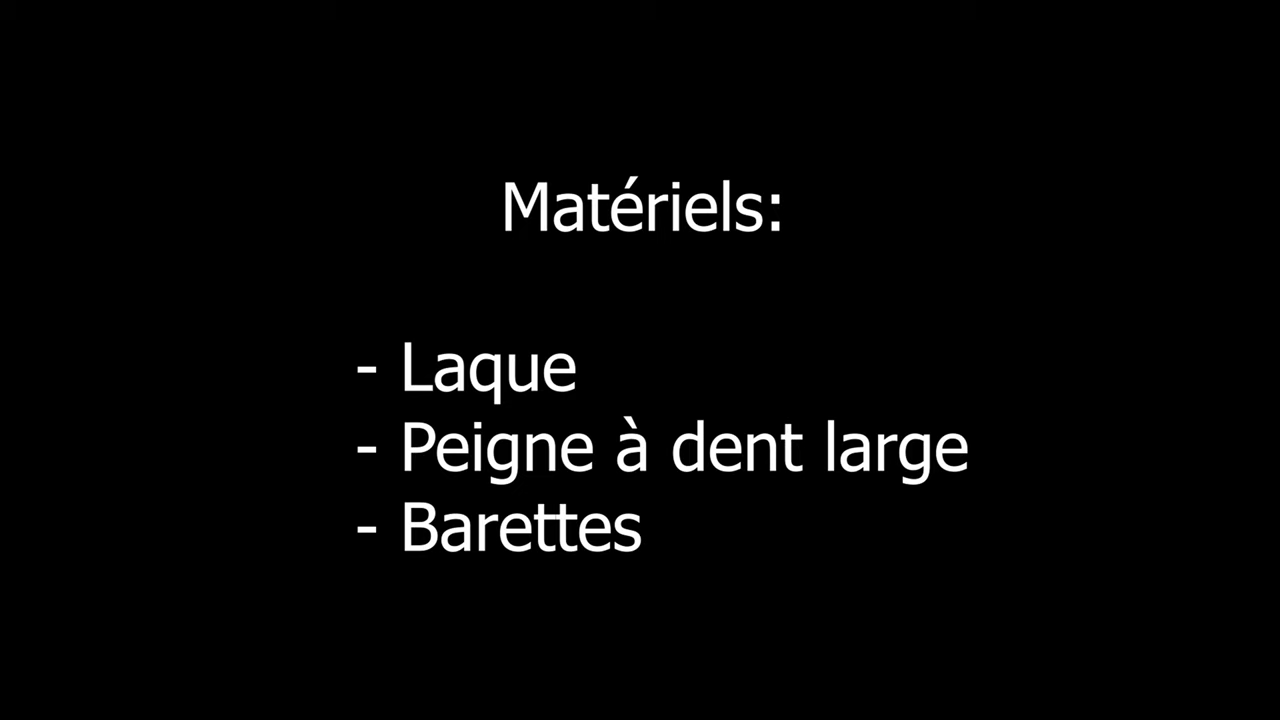 Matériels:
- Laque
- Peigne à dent large
- Barettes